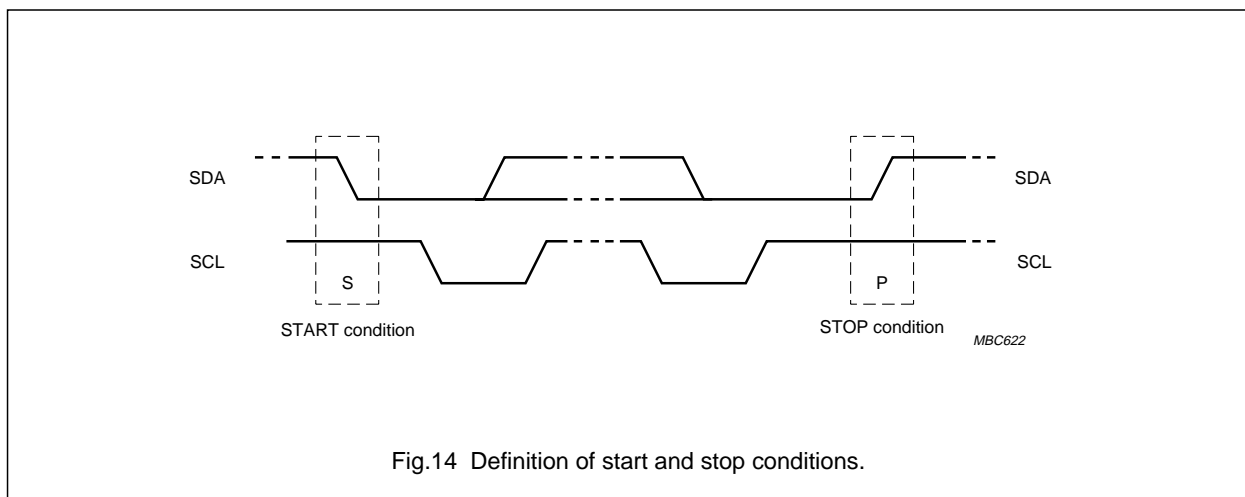 SDA SDA
SCL SCL
S P
START condition STOP condition
MBC622
Fig.14 Definition of start and stop conditions.